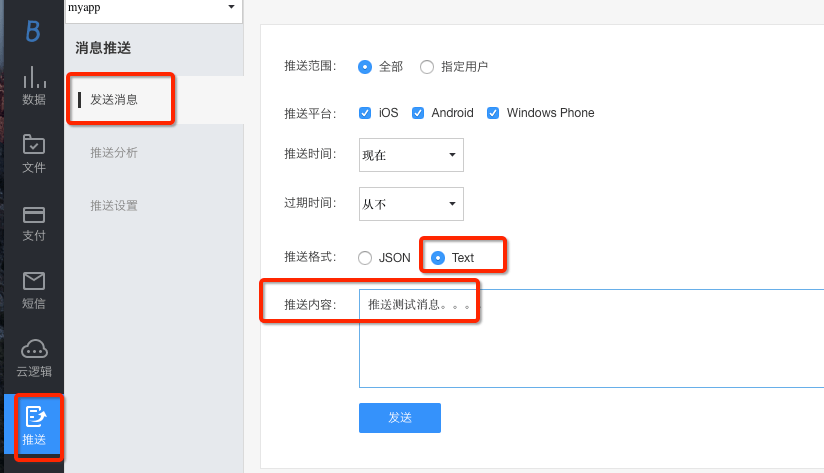 B
数据
文件
支付
短信
云逻辑
推送
myapp
消息推送
发送消息
推送分析
推送设置
推送范围: 全部 指定用户
推送平台: iOS Android Windows Phone
推送时间: 现在
过期时间: 从不
推送格式: JSON Text
推送内容: 推送测试消息。。。
发送